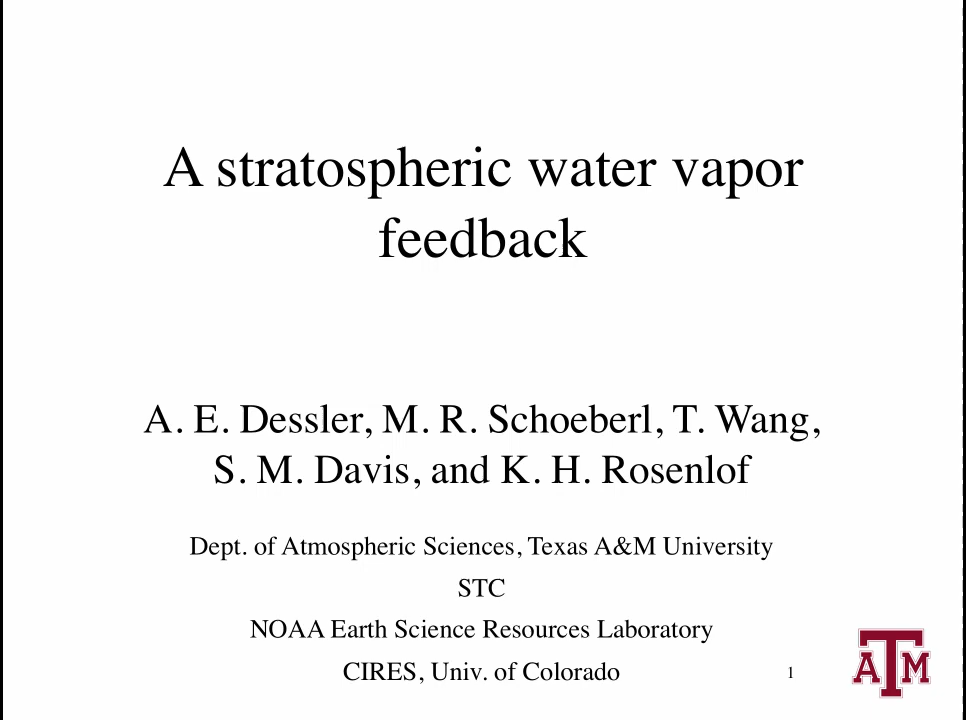 A stratospheric water vapor
feedback
A. E. Dessler, M. R. Schoeberl, T. Wang,
S. M. Davis, and K. H. Rosenlof
Dept. of Atmospheric Sciences, Texas A&M University
STC
NOAA Earth Science Resources Laboratory
CIRES, Univ. of Colorado
1
ATM